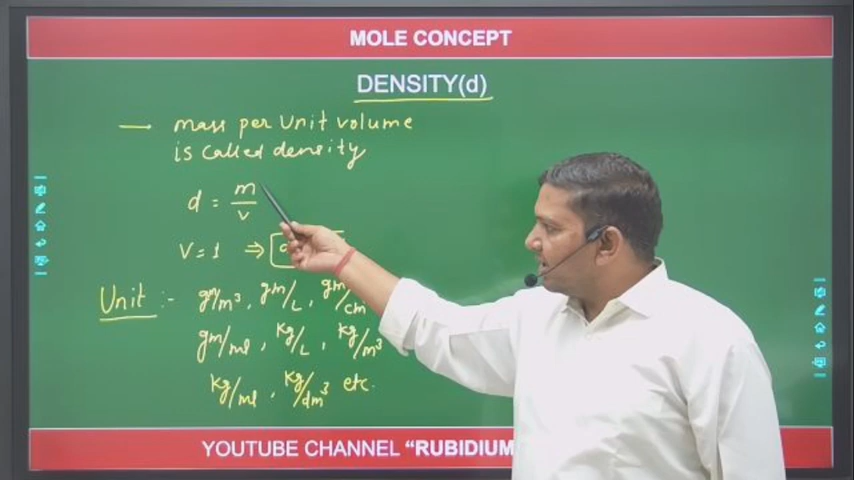 MOLE CONCEPT
DENSITY(d)
— mass per Unit volume
is called density
d = m/v
v = 1 ⇒
Unit :- gm/m³, gm/L, gm/cm
gm/ml, kg/L, kg/m³
kg/ml, kg/dm³ etc.
YOUTUBE CHANNEL “RUBIDIUM